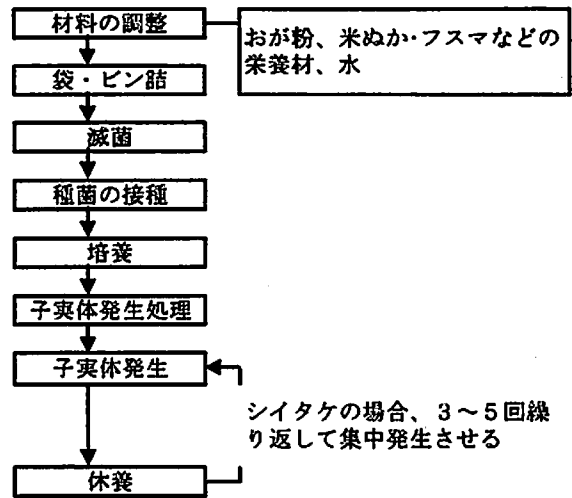 材料の調整
おが粉、米ぬか・フスマなどの
栄養材、水
袋・ビン詰
滅菌
種菌の接種
培養
子実体発生処理
子実休発生
シイタケの場合、3～5回繰
り返して集中発生させる
休養